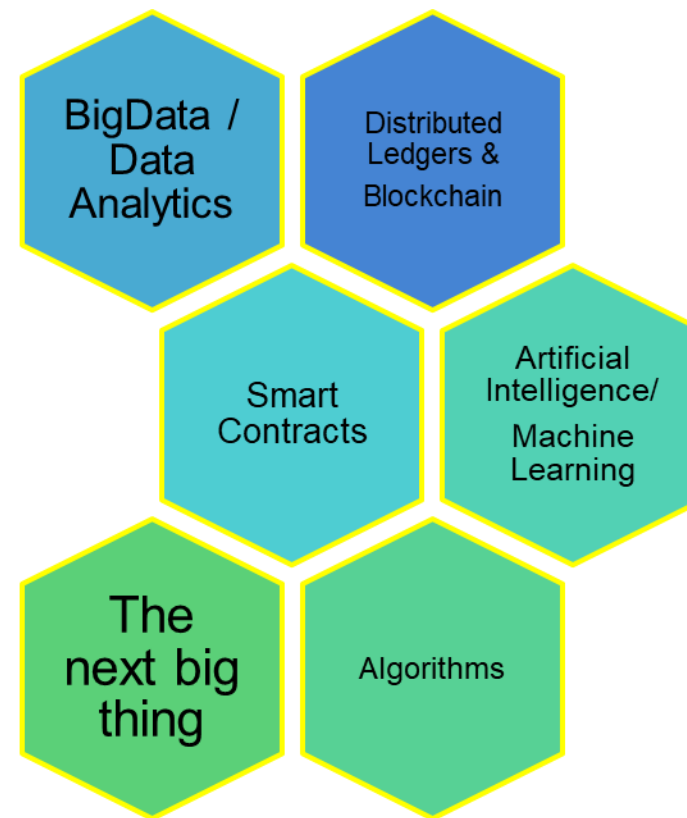 BigData /
Data
Analytics
Distributed
Ledgers &
Blockchain
Smart
Contracts
Artificial
Intelligence/
Machine
Learning
The
next big
thing
Algorithms